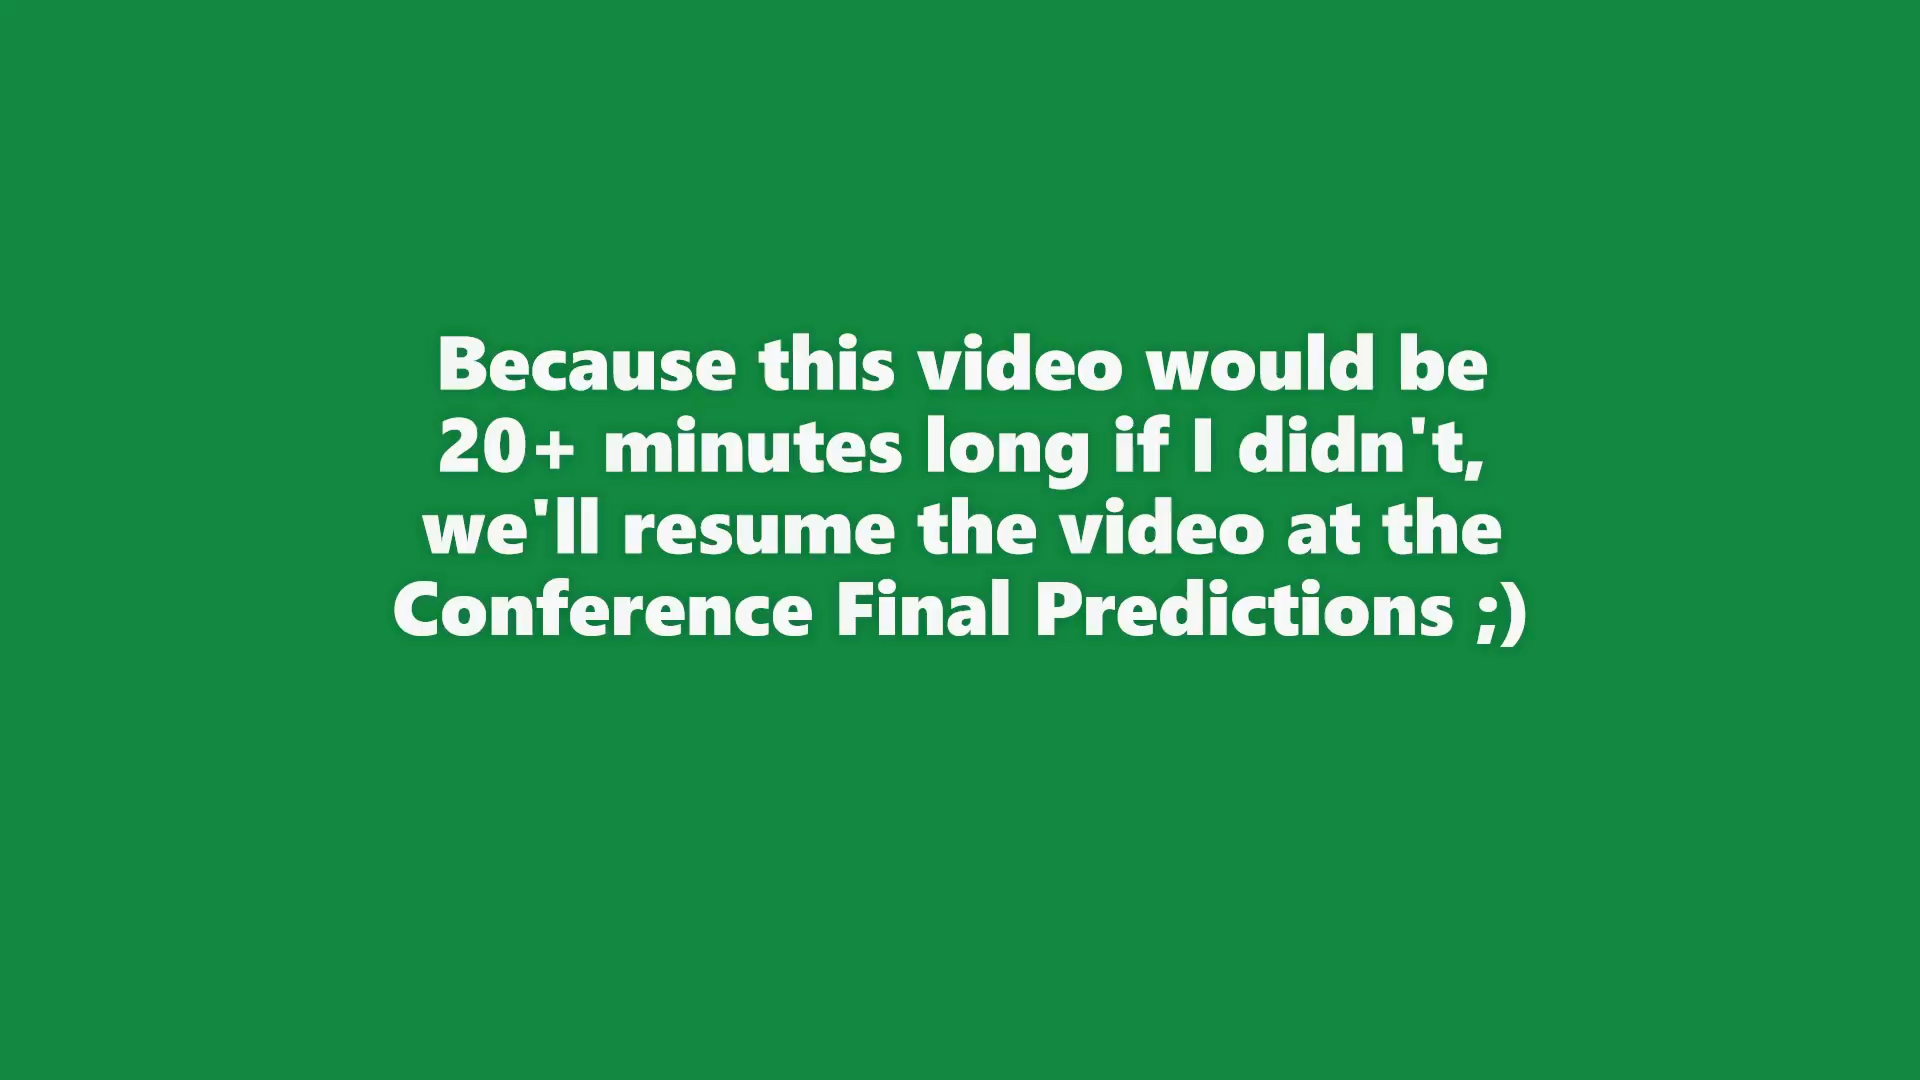 Because this video would be
20+ minutes long if I didn't,
we'll resume the video at the
Conference Final Predictions ;)